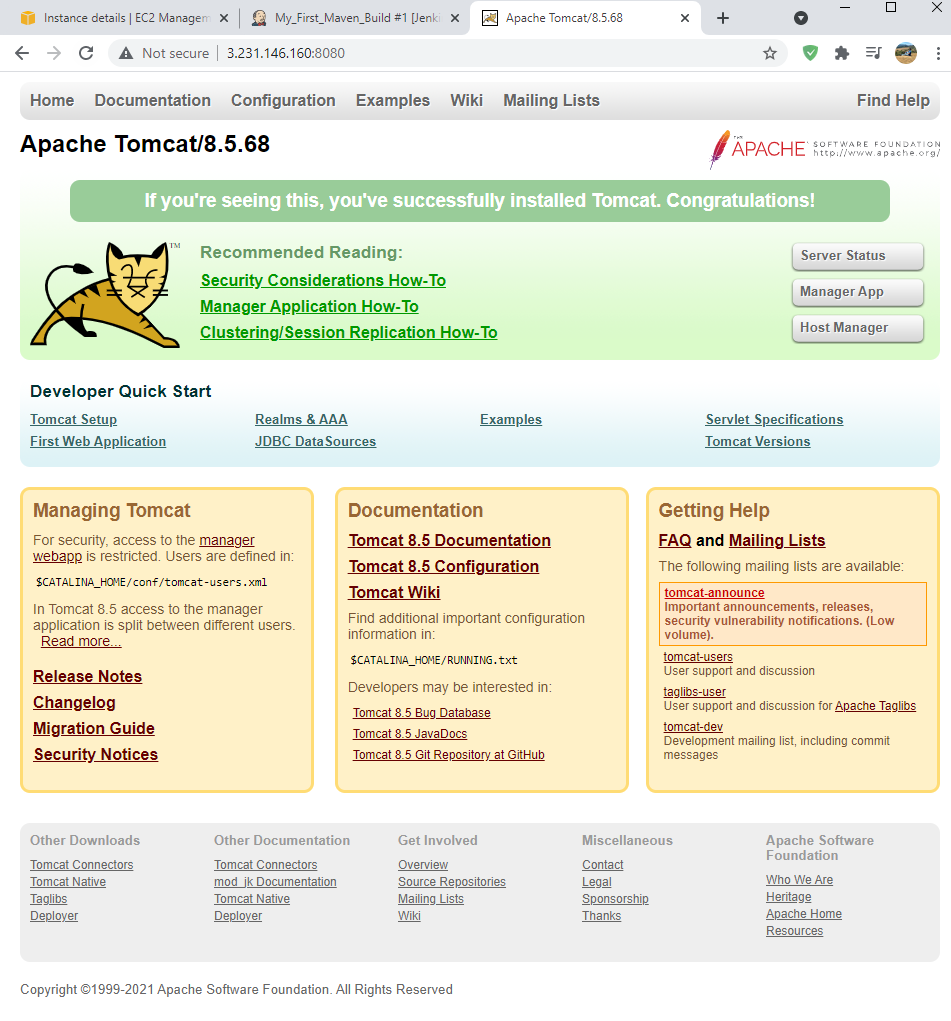 Instance details | EC2 Managem
My_First_Maven_Build #1 [Jenki
Apache Tomcat/8.5.68
Not secure
3.231.146.160:8080
Home Documentation Configuration Examples Wiki Mailing Lists Find Help
Apache Tomcat/8.5.68
THE APACHE SOFTWARE FOUNDATION
http://www.apache.org/
If you're seeing this, you've successfully installed Tomcat. Congratulations!
TM
Recommended Reading:
Security Considerations How-To
Manager Application How-To
Clustering/Session Replication How-To
Server Status
Manager App
Host Manager
Developer Quick Start
Tomcat Setup
First Web Application
Realms & AAA
JDBC DataSources
Examples
Servlet Specifications
Tomcat Versions
Managing Tomcat
For security, access to the manager
webapp is restricted. Users are defined in:
$CATALINA_HOME/conf/tomcat-users.xml
In Tomcat 8.5 access to the manager
application is split between different users.
Read more...
Release Notes
Changelog
Migration Guide
Security Notices
Documentation
Tomcat 8.5 Documentation
Tomcat 8.5 Configuration
Tomcat Wiki
Find additional important configuration
information in:
$CATALINA_HOME/RUNNING.txt
Developers may be interested in:
Tomcat 8.5 Bug Database
Tomcat 8.5 JavaDocs
Tomcat 8.5 Git Repository at GitHub
Getting Help
FAQ and Mailing Lists
The following mailing lists are available:
tomcat-announce
Important announcements, releases,
security vulnerability notifications. (Low
volume).
tomcat-users
User support and discussion
taglibs-user
User support and discussion for Apache Taglibs
tomcat-dev
Development mailing list, including commit
messages
Other Downloads
Tomcat Connectors
Tomcat Native
Taglibs
Deployer
Other Documentation
Tomcat Connectors
mod_jk Documentation
Tomcat Native
Deployer
Get Involved
Overview
Source Repositories
Mailing Lists
Wiki
Miscellaneous
Contact
Legal
Sponsorship
Thanks
Apache Software
Foundation
Who We Are
Heritage
Apache Home
Resources
Copyright ©1999-2021 Apache Software Foundation. All Rights Reserved